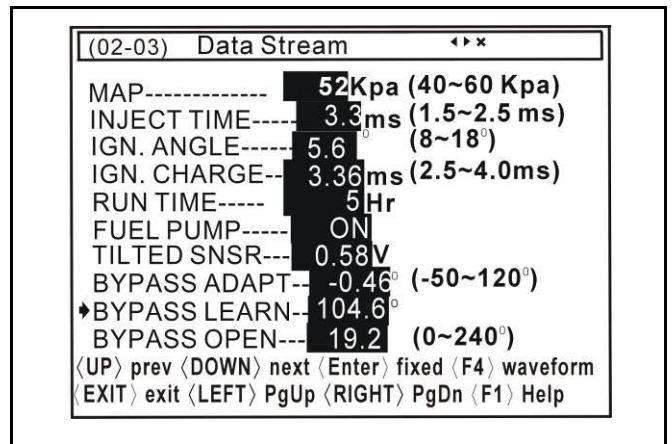 (02-03) Data Stream
MAP------------- 52Kpa (40~60 Kpa)
INJECT TIME----- 3.3ms (1.5~2.5 ms)
IGN. ANGLE------ 5.6 ° (8~18°)
IGN. CHARGE-- 3.36ms (2.5~4.0ms)
RUN TIME----- 5Hr
FUEL PUMP----- ON
TILTED SNSR--- 0.58V
BYPASS ADAPT-- -0.46° (-50~120°)
BYPASS LEARN-- 104.6°
BYPASS OPEN--- 19.2 (0~240°)
〈UP〉 prev 〈DOWN〉 next 〈Enter〉 fixed 〈F4〉 waveform
〈EXIT〉 exit 〈LEFT〉 PgUp 〈RIGHT〉 PgDn 〈F1〉 Help